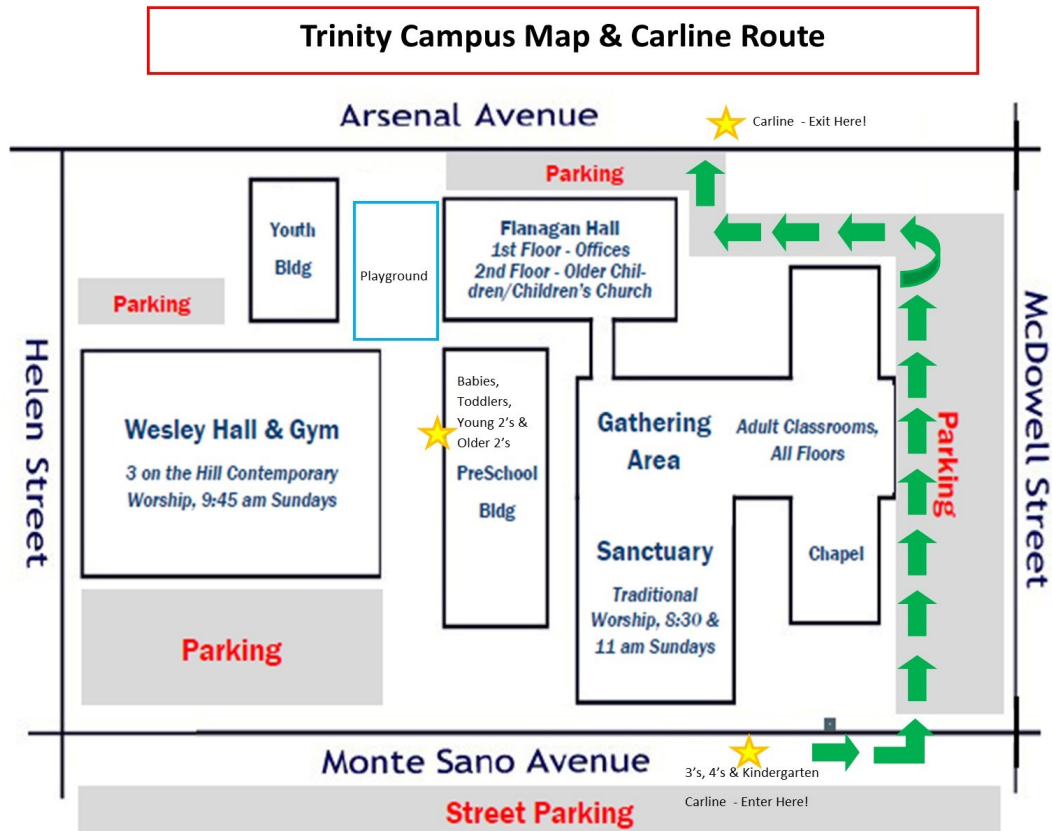 Trinity Campus Map & Carline Route
Arsenal Avenue
Carline - Exit Here!
Parking
Youth
Bldg
Playground
Flanagan Hall
1st Floor - Offices
2nd Floor - Older Chil-
dren/Children's Church
Parking
Helen Street
McDowell Street
Wesley Hall & Gym
3 on the Hill Contemporary
Worship, 9:45 am Sundays
Babies,
Toddlers,
Young 2's &
Older 2's
PreSchool
Bldg
Gathering
Area
Adult Classrooms,
All Floors
Parking
Sanctuary
Traditional
Worship, 8:30 &
11 am Sundays
Chapel
Parking
Monte Sano Avenue
3's, 4's & Kindergarten
Carline - Enter Here!
Street Parking